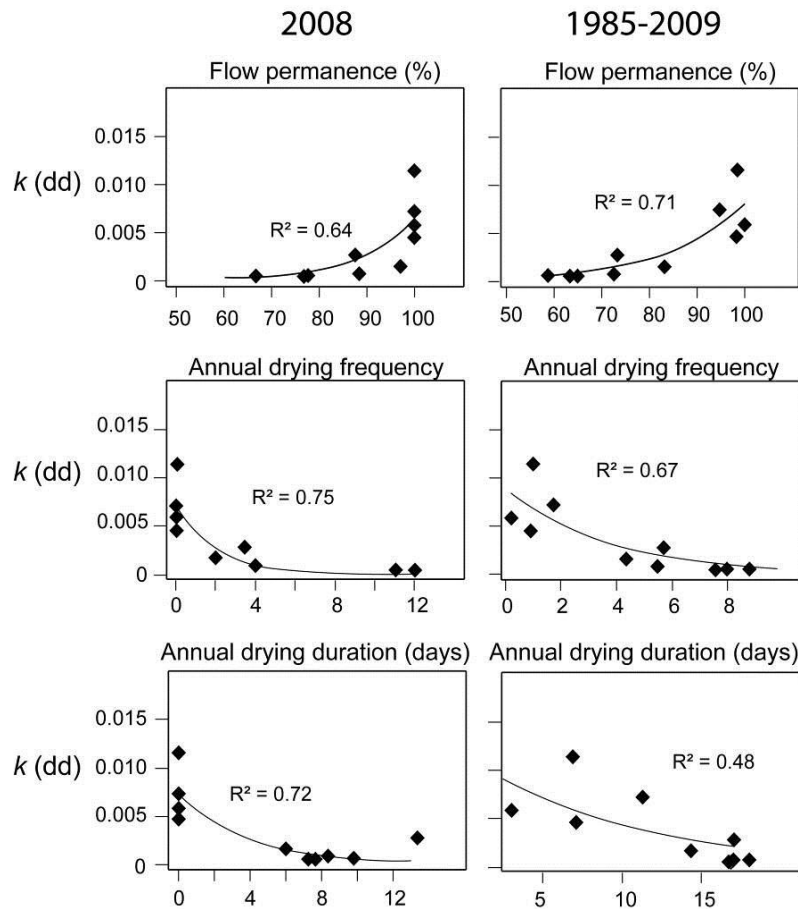 2008 1985-2009
Flow permanence (%) Flow permanence (%)
0.015
k (dd) 0.010
R² = 0.64 R² = 0.71
0.005
0
50 60 70 80 90 100 50 60 70 80 90 100
Annual drying frequency Annual drying frequency
0.015
k (dd) 0.010
R² = 0.75 R² = 0.67
0.005
0
0 4 8 12 0 2 4 6 8
Annual drying duration (days) Annual drying duration (days)
0.015
k (dd) 0.010
R² = 0.72 R² = 0.48
0.005
0
0 4 8 12 5 10 15